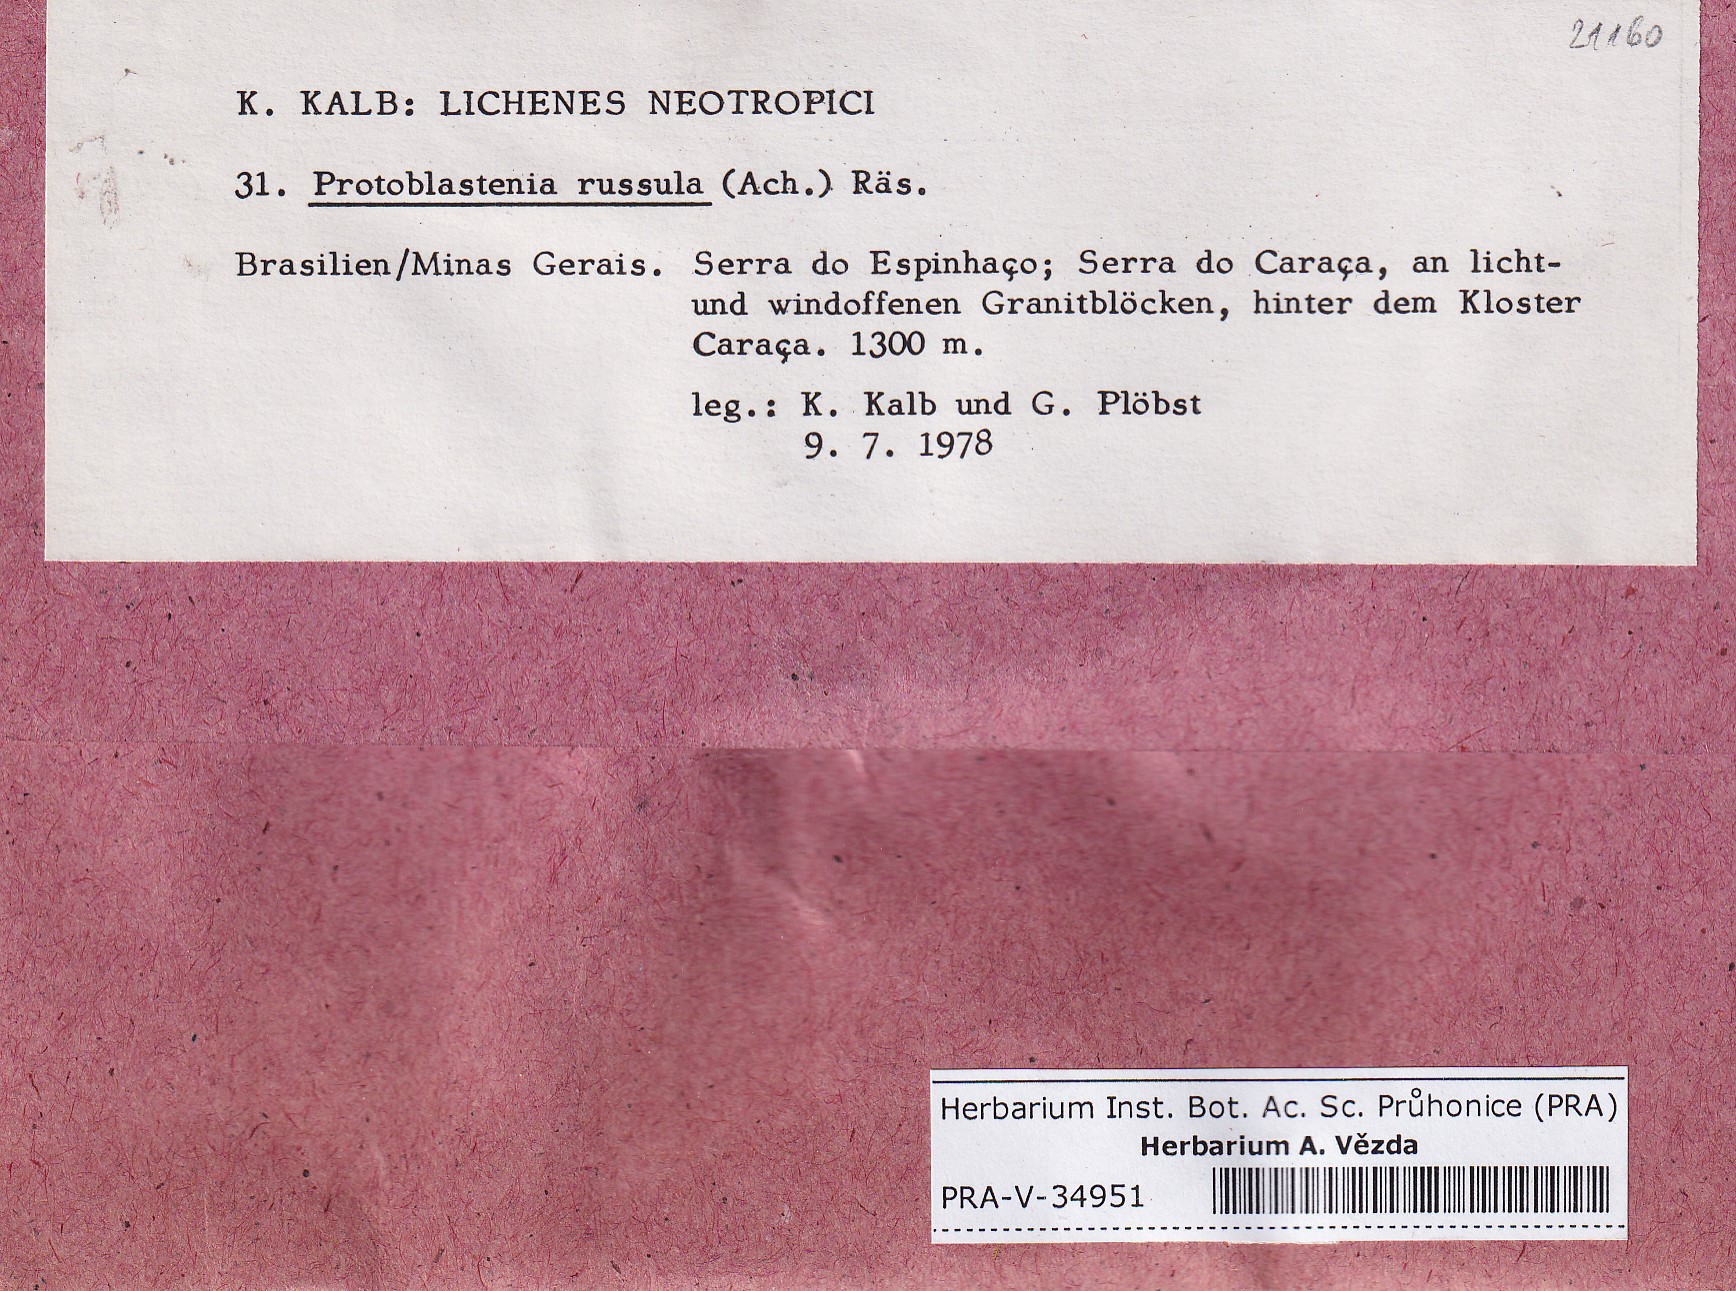 21160
K. KALB: LICHENES NEOTROPICI
31. Protoblastenia russula (Ach.) Räs.
Brasilien/Minas Gerais. Serra do Espinhaço; Serra do Caraça, an licht-
und windoffenen Granitblöcken, hinter dem Kloster
Caraça. 1300 m.
leg.: K. Kalb und G. Plöbst
9. 7. 1978
Herbarium Inst. Bot. Ac. Sc. Průhonice (PRA)
Herbarium A. Vězda
PRA-V-34951